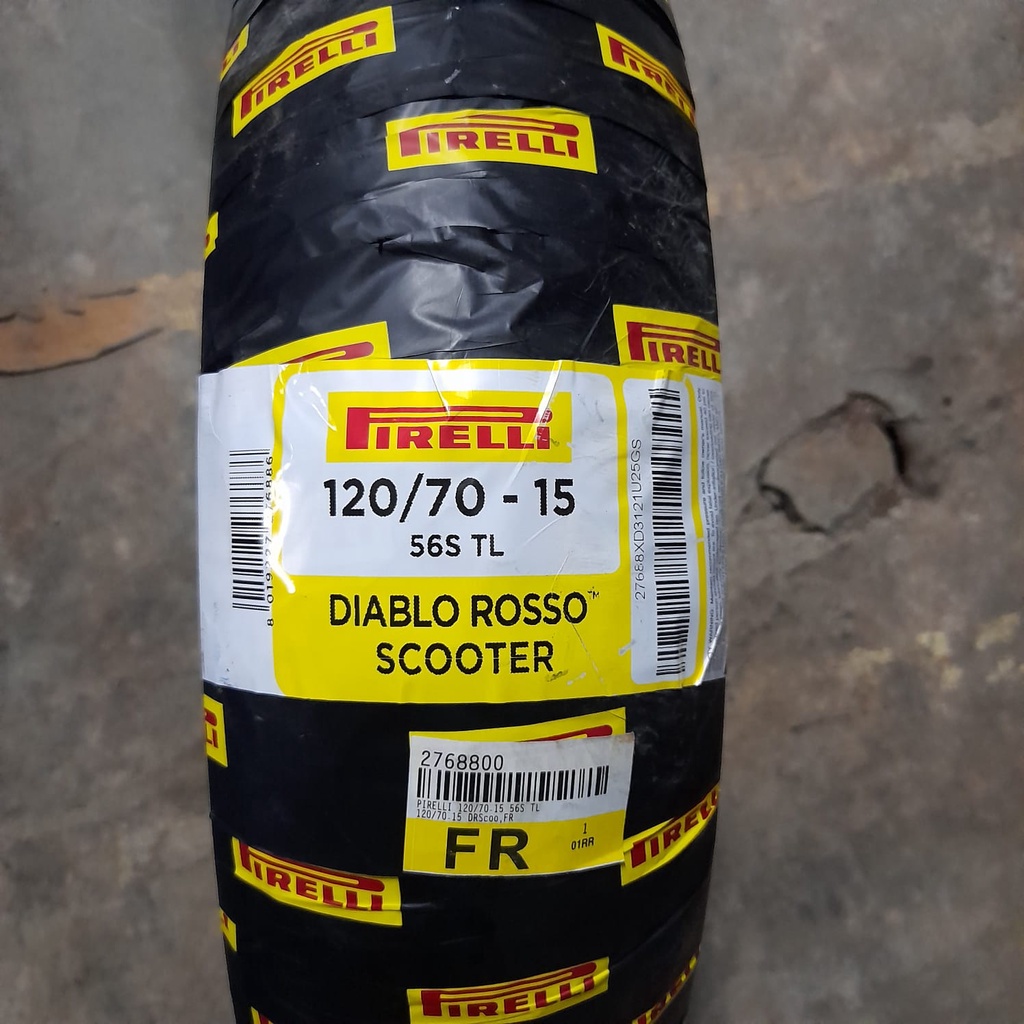 PIRELLI
PIRELLI
PIRELLI
PIRELLI
PIRELLI
120/70 - 15
56S TL
DIABLO ROSSO™
SCOOTER
27688XD3121U25GS
2768800
PIRELLI 120/70-15 56S TL
120/70-15 DRScoo,FR
FR
1
01RR
PIRELLI
PIRELLI
PIRELLI